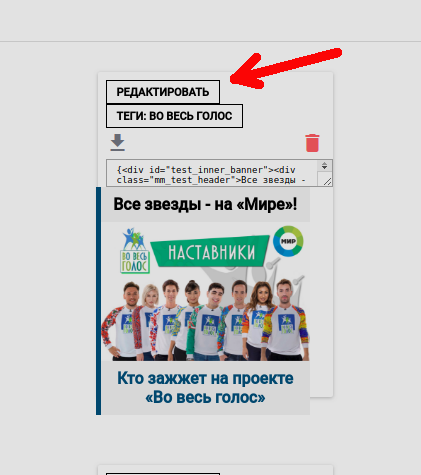 РЕДАКТИРОВАТЬ
ТЕГИ: ВО ВЕСЬ ГОЛОС
{<div id="test_inner_banner"><div
class="mm_test_header">Все звезды -
Все звезды - на «Мире»!
ВО ВЕСЬ
ГОЛОС
НАСТАВНИКИ
МИР
Кто зажжет на проекте
«Во весь голос»